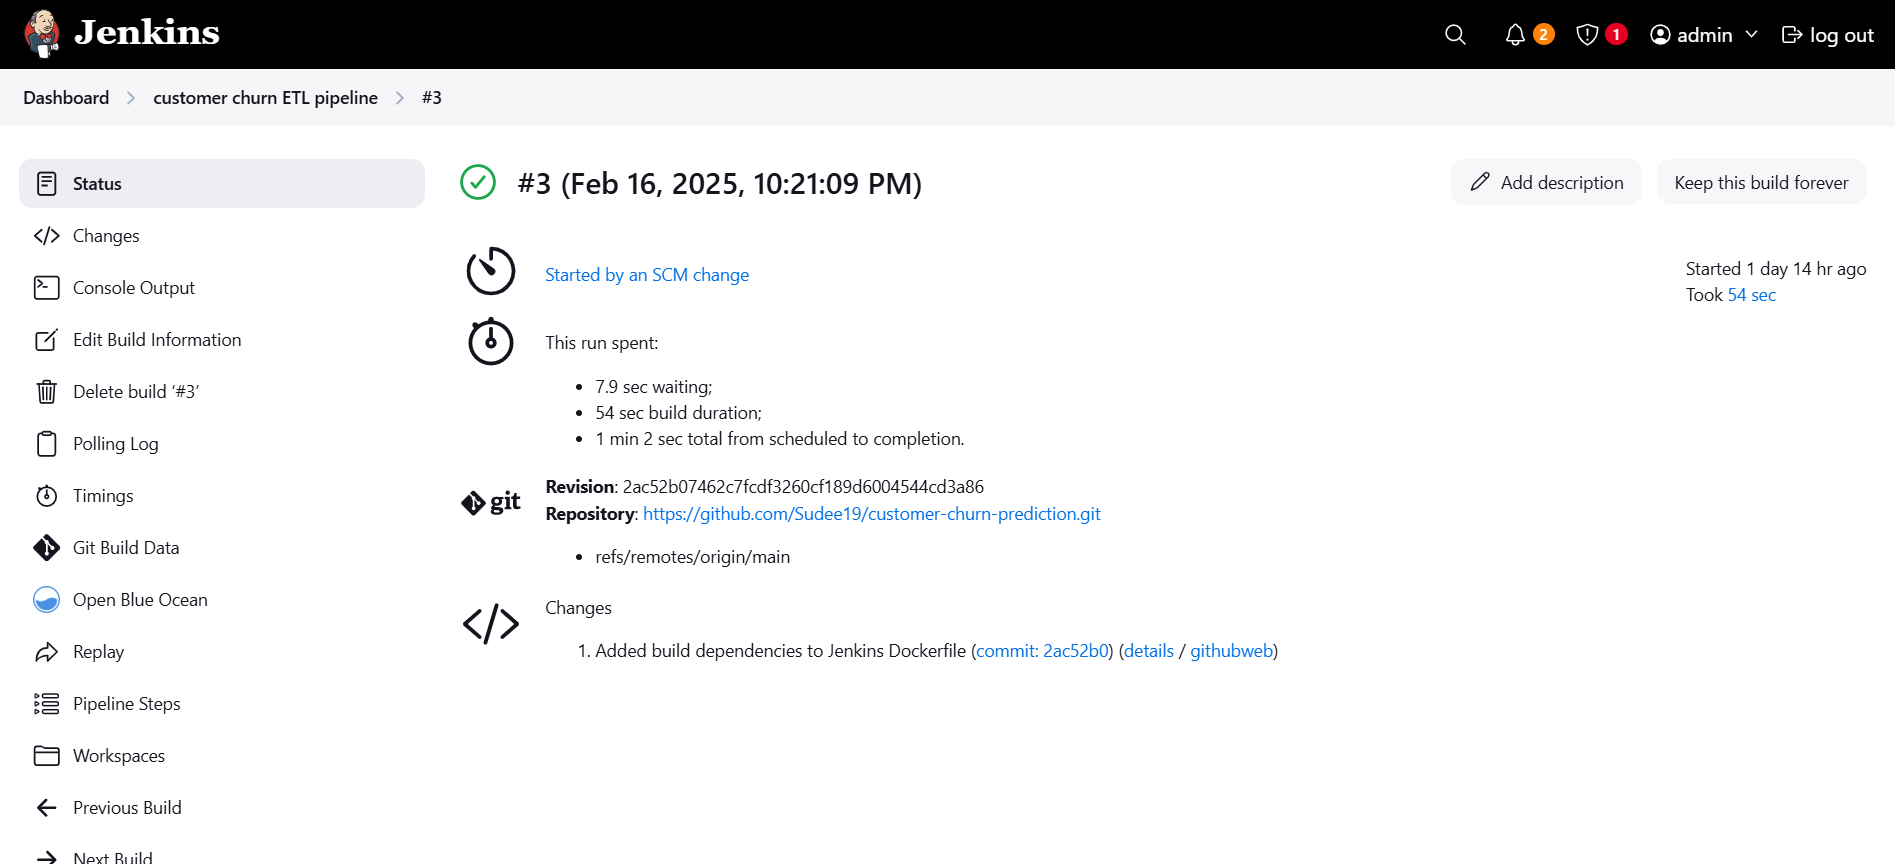 Jenkins
2
1
admin
log out
Dashboard
customer churn ETL pipeline
#3
Status
Changes
Console Output
Edit Build Information
Delete build ‘#3’
Polling Log
Timings
Git Build Data
Open Blue Ocean
Replay
Pipeline Steps
Workspaces
Previous Build
Next Build
#3 (Feb 16, 2025, 10:21:09 PM)
Add description
Keep this build forever
Started by an SCM change
Started 1 day 14 hr ago
Took 54 sec
This run spent:
• 7.9 sec waiting;
• 54 sec build duration;
• 1 min 2 sec total from scheduled to completion.
git
Revision: 2ac52b07462c7fcdf3260cf189d6004544cd3a86
Repository: https://github.com/Sudee19/customer-churn-prediction.git
• refs/remotes/origin/main
Changes
1. Added build dependencies to Jenkins Dockerfile (commit: 2ac52b0) (details / githubweb)